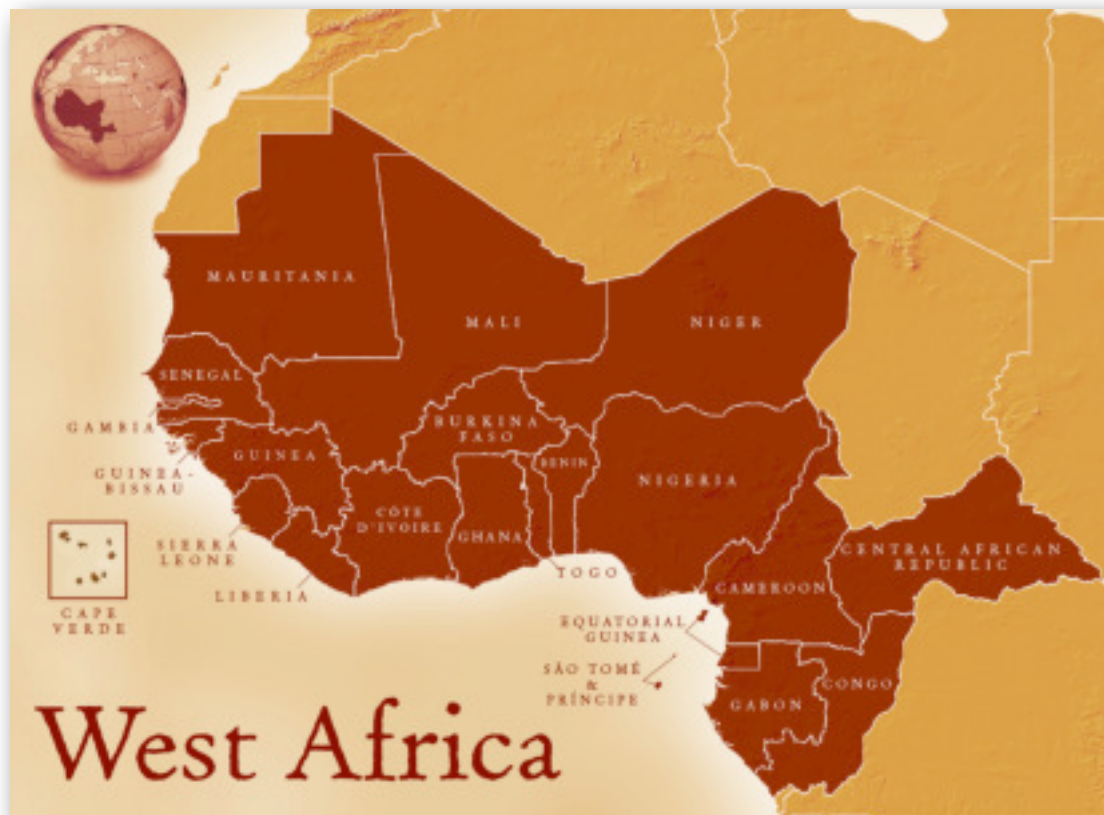 MAURITANIA
MALI
NIGER
SENEGAL
GAMBIA
GUINEA-
BISSAU
GUINEA
BURKINA
FASO
BENIN
NIGERIA
SIERRA
LEONE
LIBERIA
CÔTE
D'IVOIRE
GHANA
TOGO
CAMEROON
CENTRAL AFRICAN
REPUBLIC
CAPE
VERDE
EQUATORIAL
GUINEA
SÃO TOMÉ
&
PRÍNCIPE
GABON
CONGO
West Africa